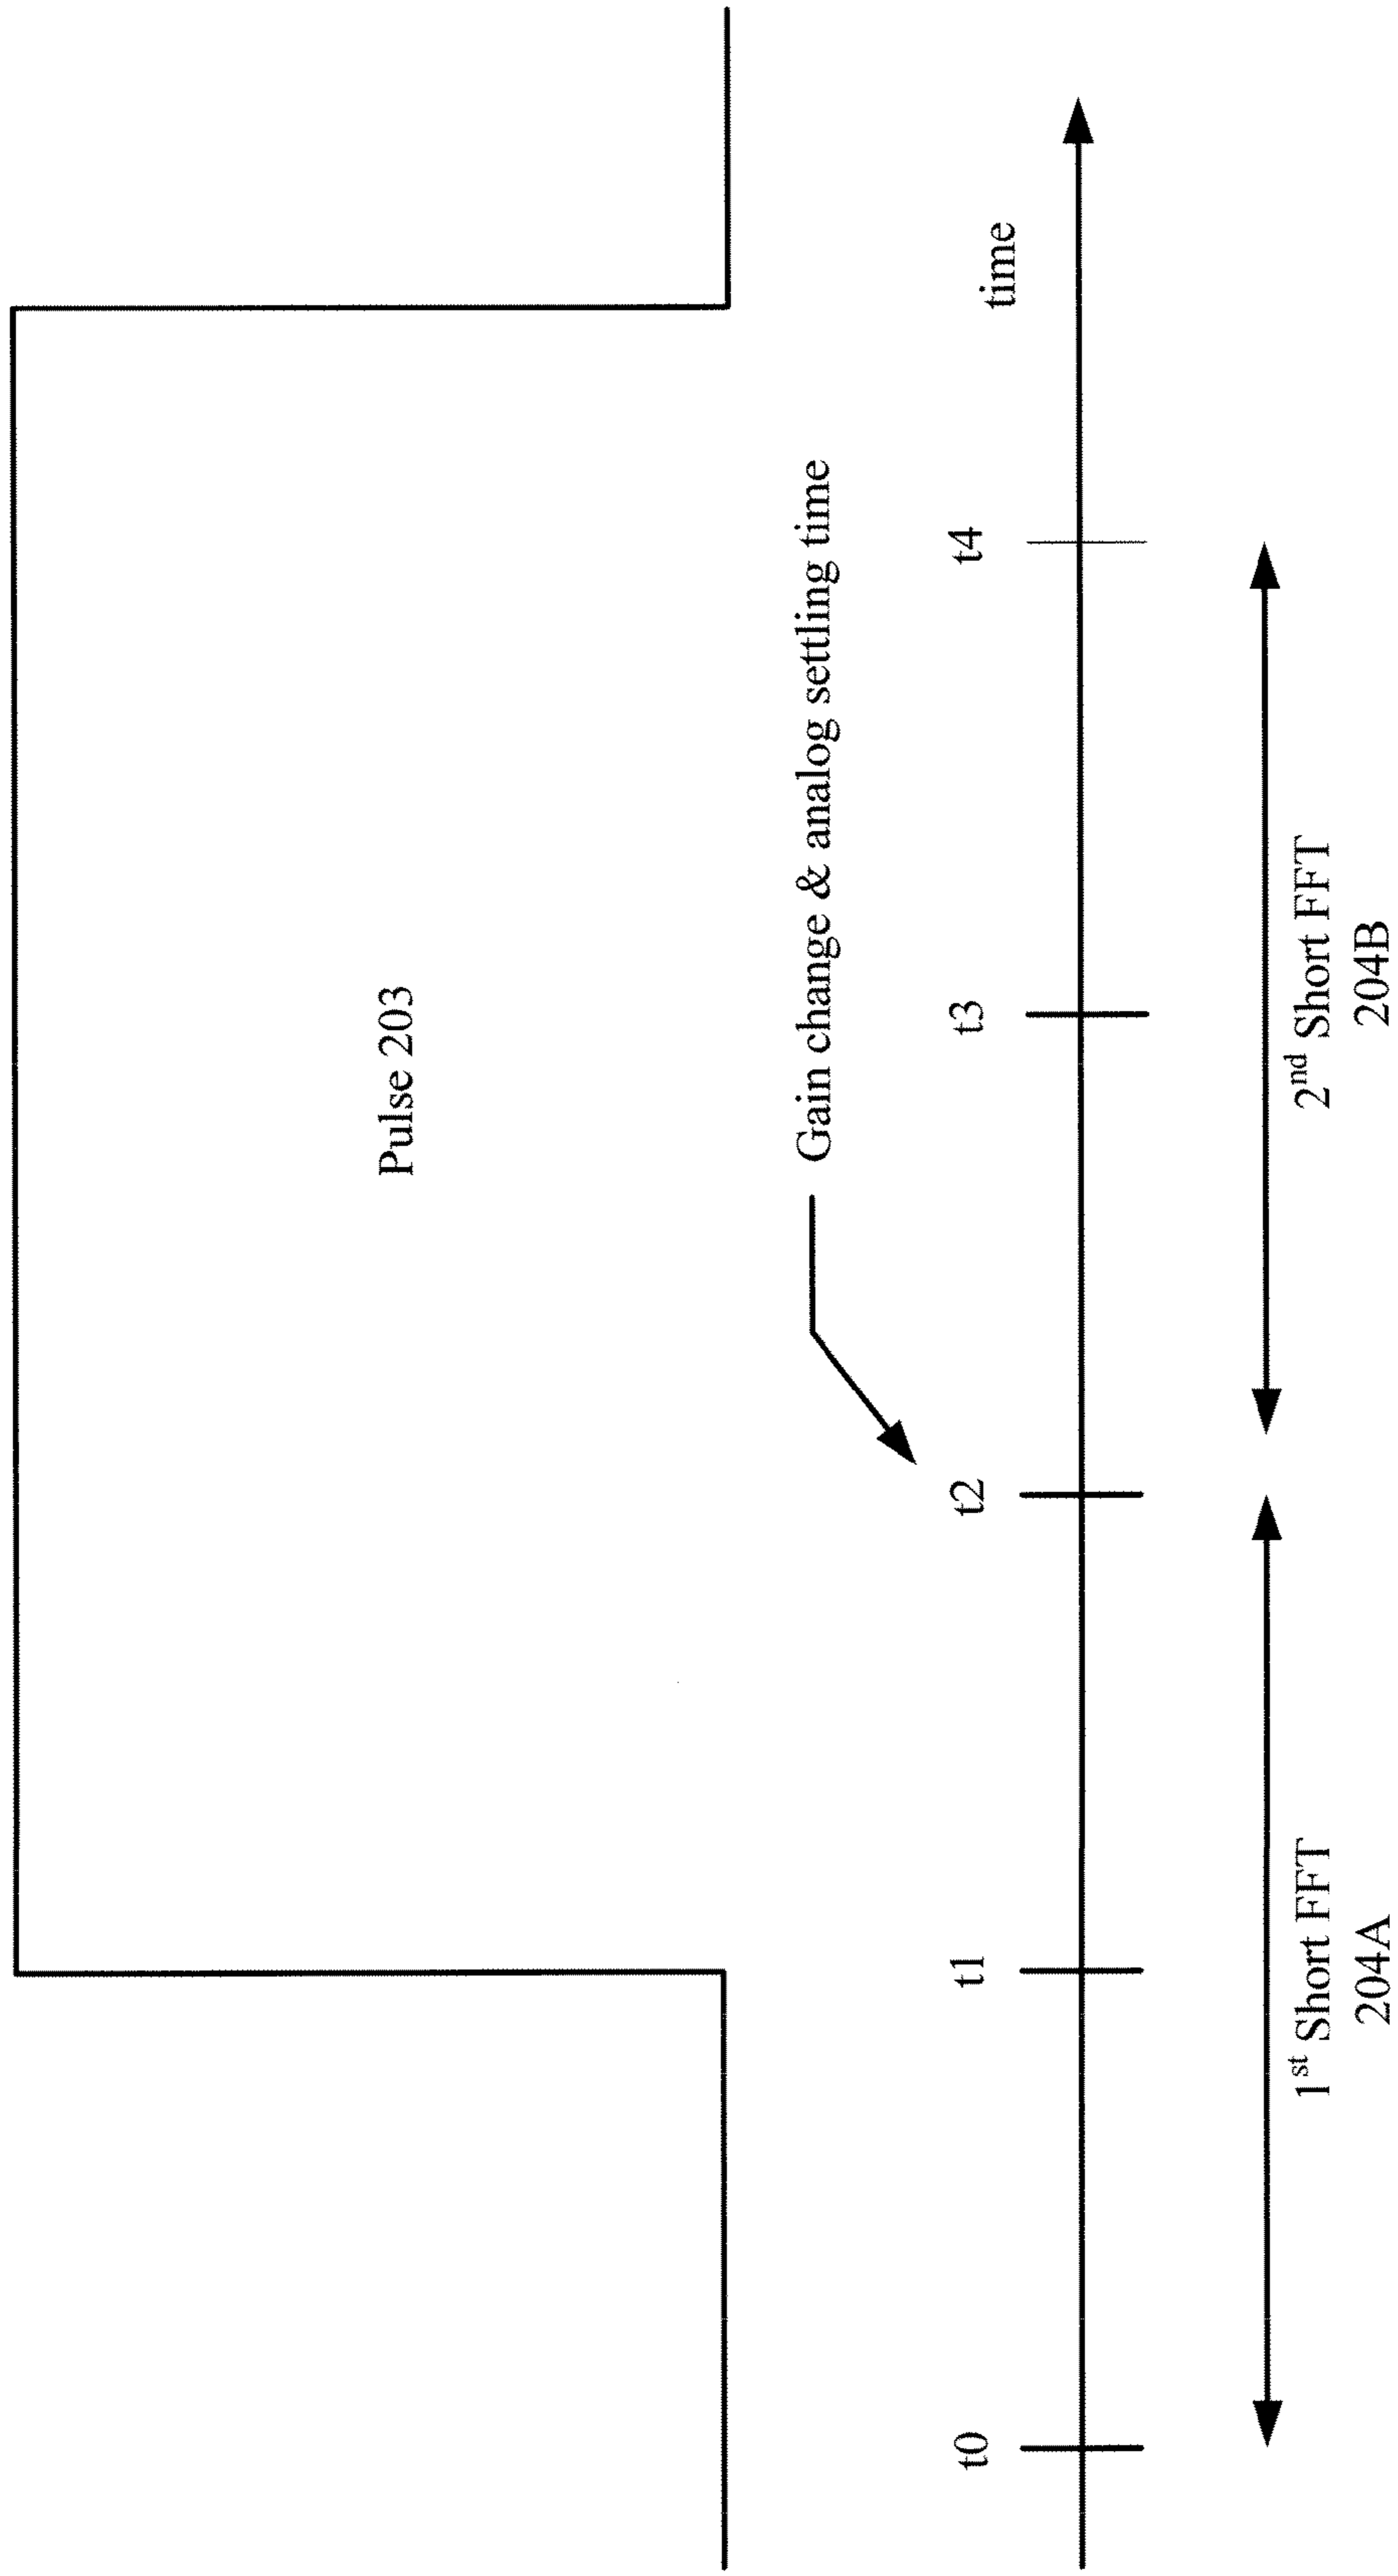 Pulse 203
Gain change & analog settling time
t0
t1
t2
t3
t4
time
1st Short FFT
204A
2nd Short FFT
204B